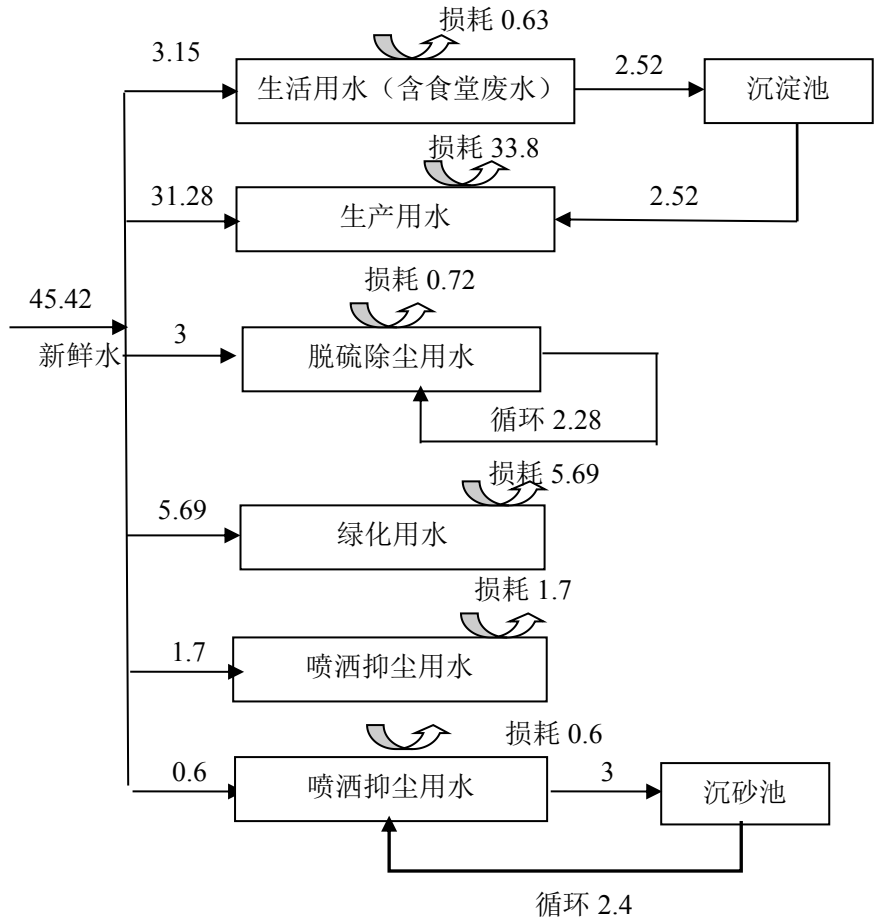 损耗 0.63
3.15
生活用水（含食堂废水）
2.52
沉淀池
损耗 33.8
31.28
生产用水
2.52
损耗 0.72
45.42
新鲜水
3
脱硫除尘用水
循环 2.28
损耗 5.69
5.69
绿化用水
损耗 1.7
1.7
喷洒抑尘用水
损耗 0.6
0.6
喷洒抑尘用水
3
沉砂池
循环 2.4